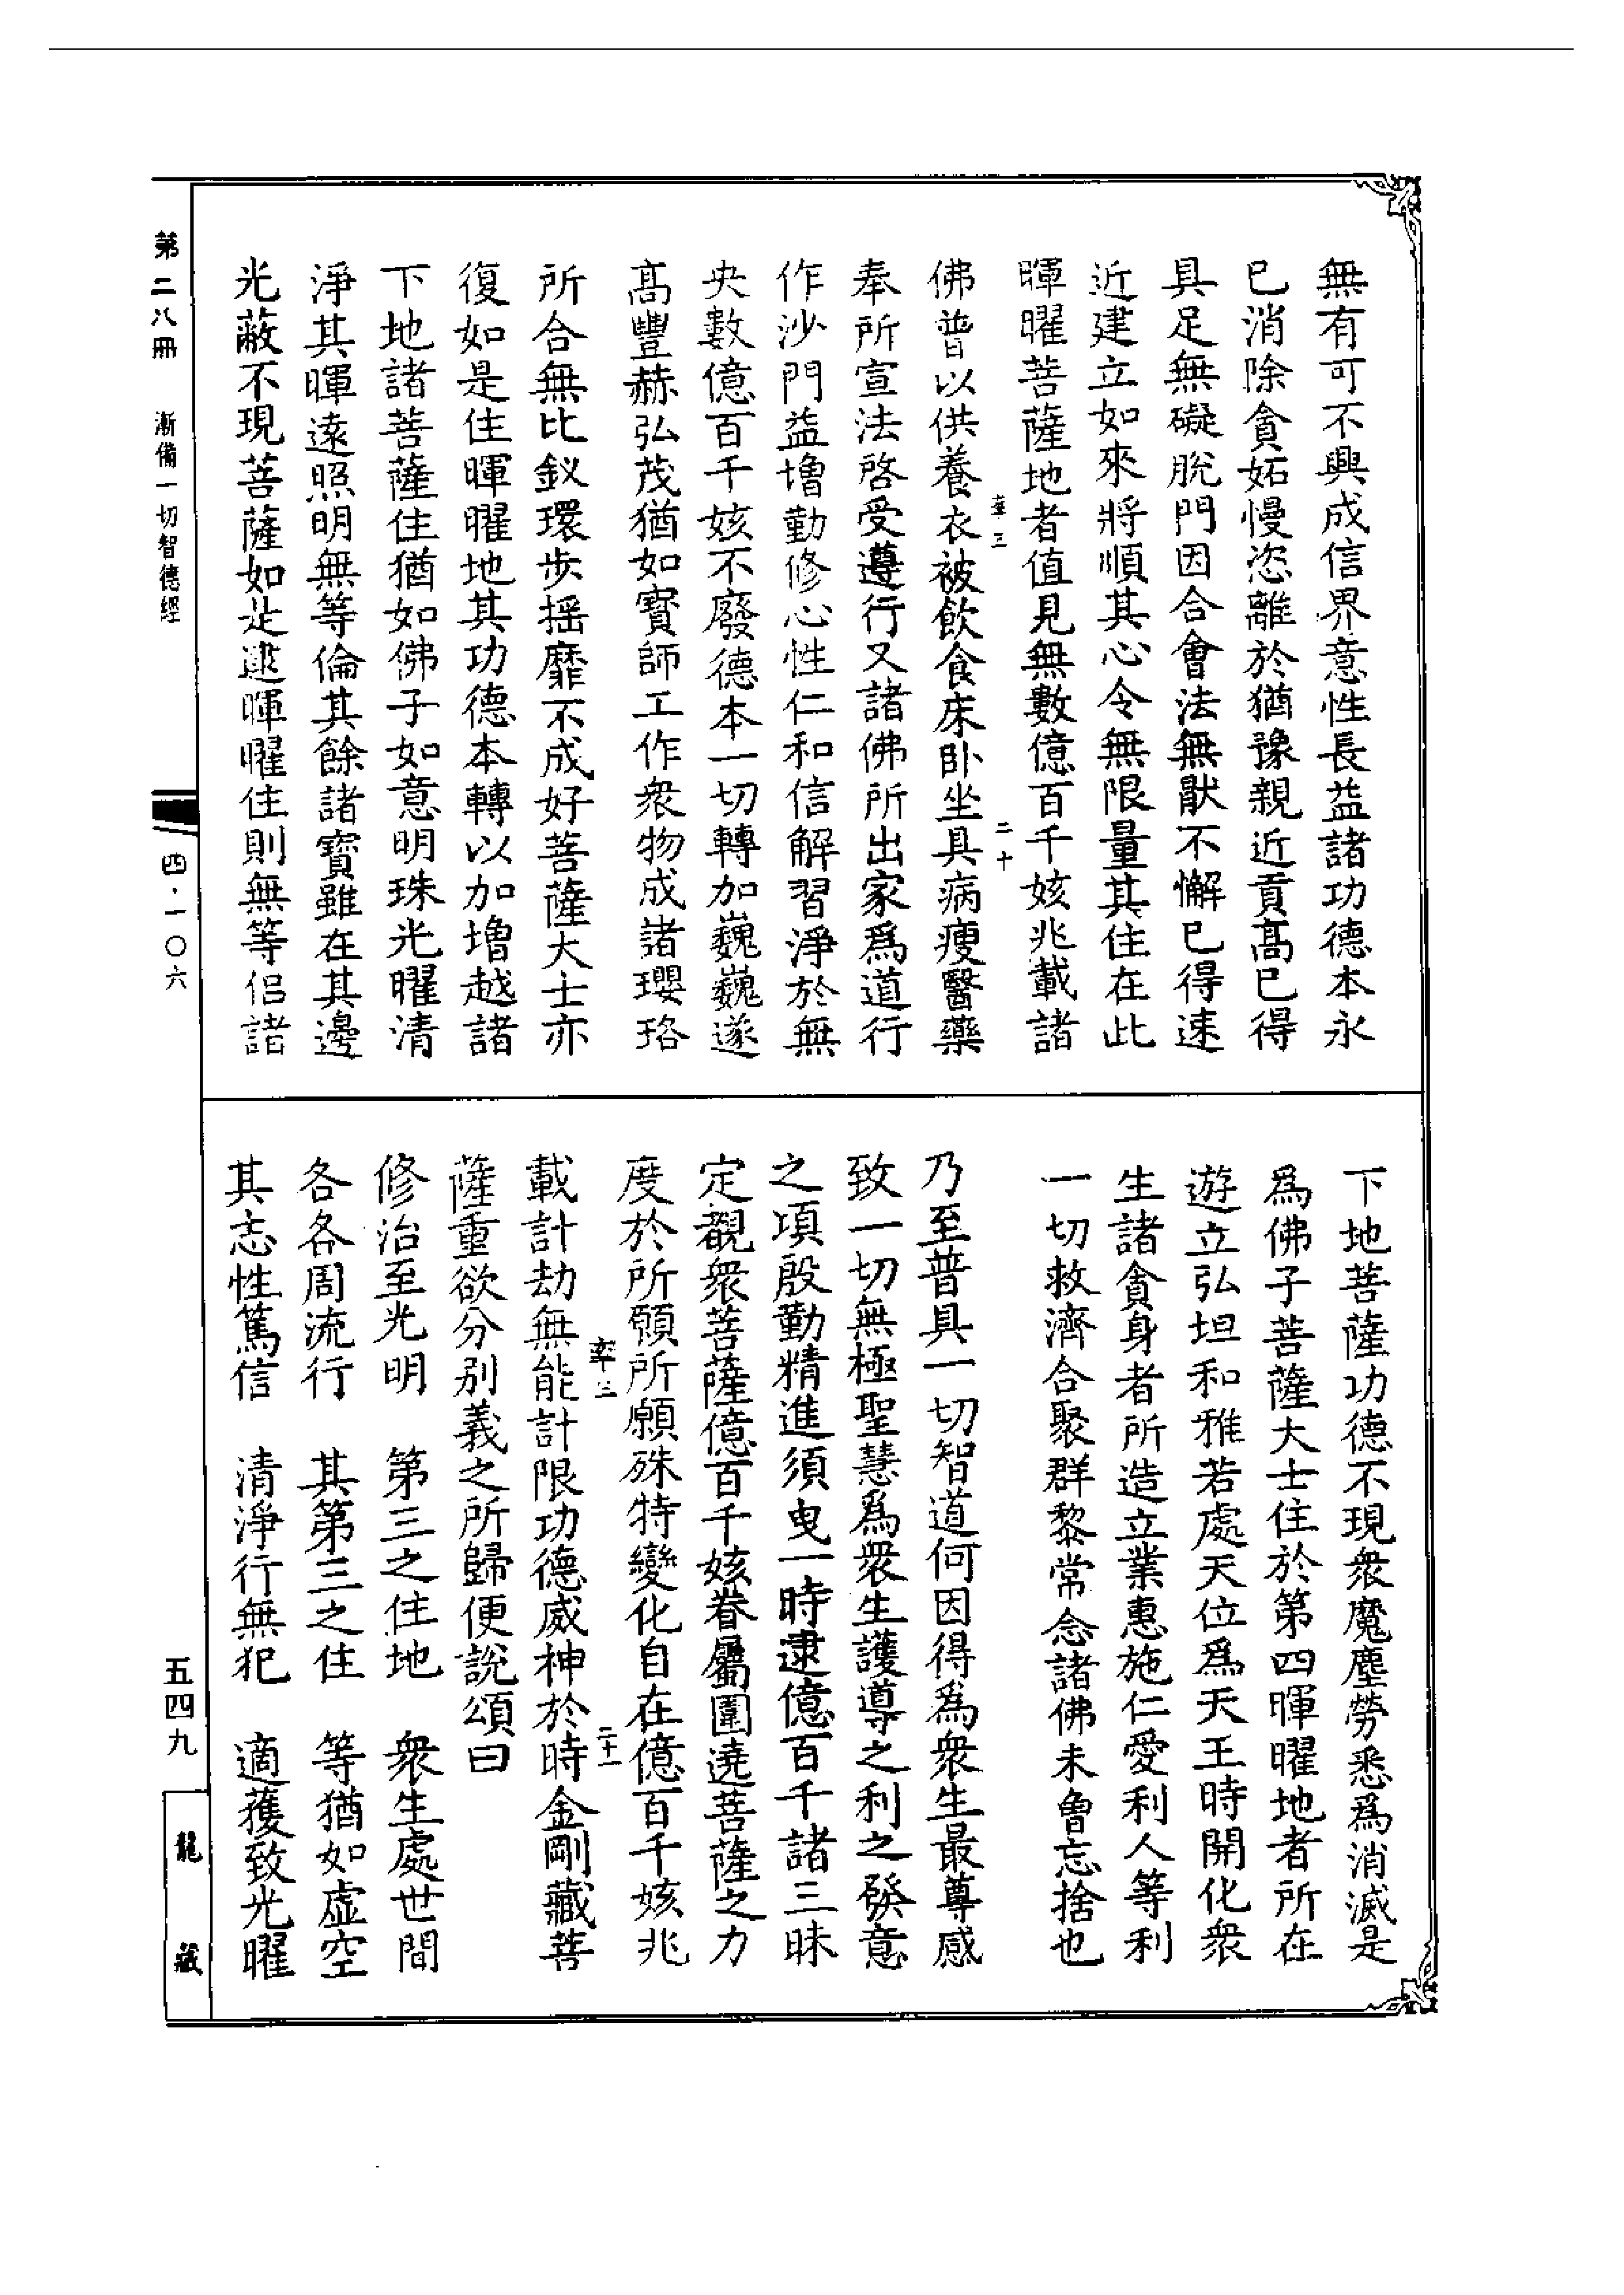 無有可不興成信界意性長益諸功德本永
已消除貪妬慢恣離於猶豫親近貢高已得
具足無礙脫門因合會法無猒不懈已得速
近建立如來將順其心令無限量其住在此
暉曜菩薩地者值見無數億百千姟兆載諸
三
二十
佛普以供養衣被飲食床臥坐具病瘦醫藥
奉所宣法啓受遵行又諸佛所出家爲道行
作沙門益增勤修心性仁和信解習淨於無
央數億百千姟不廢德本一切轉加巍巍遂
高豐赫弘茂猶如寶師工作衆物成諸瓔珞
所合無比釵環步搖靡不成好菩薩大士亦
復如是住暉曜地其功德本轉以加增越諸
下地諸菩薩住猶如佛子如意明珠光曜清
淨其暉遠照明無等倫其餘諸寶雖在其邊
光蔽不現菩薩如是逮暉曜住則無等侶諸
下地菩薩功德不現衆魔塵勞悉爲消滅是
爲佛子菩薩大士住於第四暉曜地者所在
遊立弘坦和雅若處天位爲天王時開化衆
生諸貪身者所造立業惠施仁愛利人等利
一切救濟合聚群黎常念諸佛未曾忘捨也
乃至普具一切智道何因得爲衆生最尊感
致一切無極聖慧爲衆生護導之利之發意
之項殷勤精進須曳一時逮億百千諸三昧
定覩衆菩薩億百千姟眷屬圍遶菩薩之力
度於所領所願殊特變化自在億百千姟兆
三
二十一
載計劫無能計限功德威神於時金剛藏菩
薩重欲分別義之所歸便說頌曰
修治至光明　第三之住地　衆生處世間
各各周流行　其第三之住　等猶如虛空
其志性篤信　清淨行無犯　適獲致光曜
第二八冊　漸備一切智德經
四·一〇六
五四九
龍藏